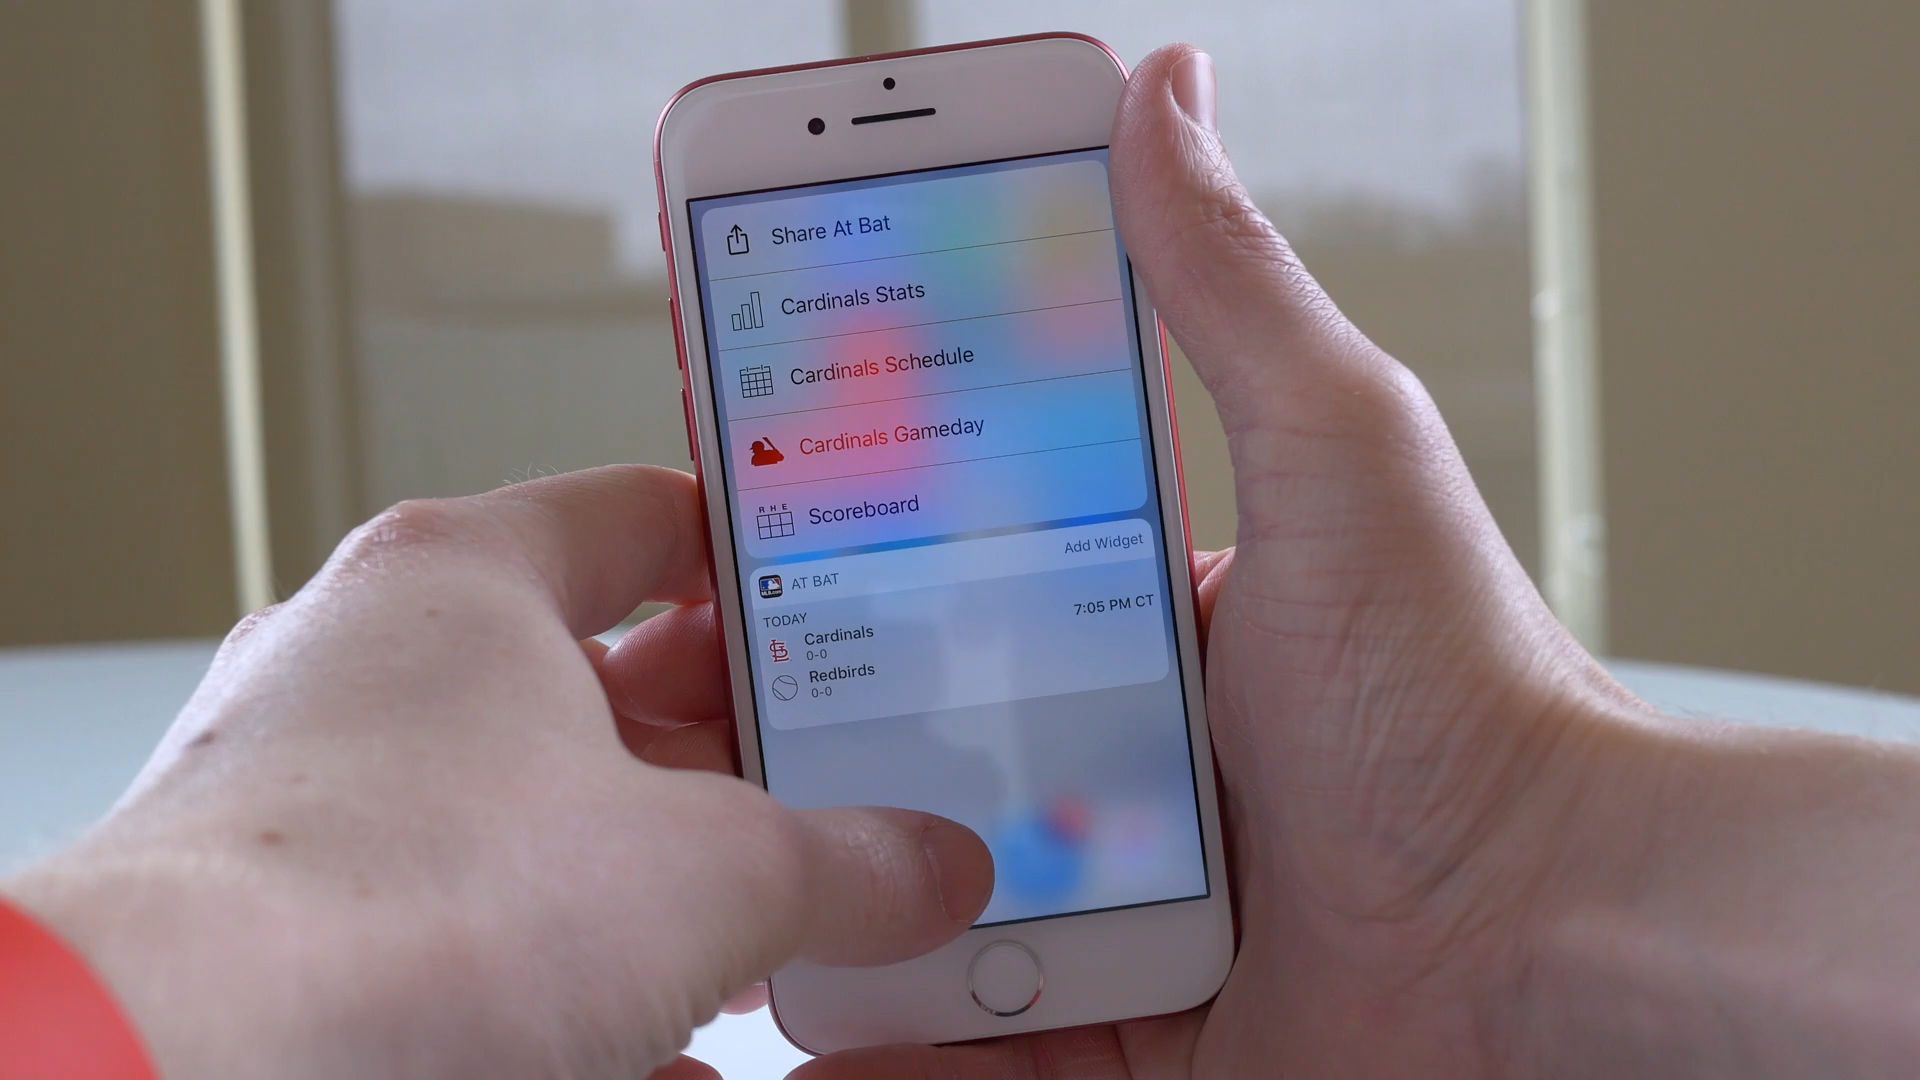 Share At Bat
Cardinals Stats
Cardinals Schedule
Cardinals Gameday
R H E
Scoreboard
Add Widget
AT BAT
TODAY
7:05 PM CT
Cardinals
0-0
Redbirds
0-0